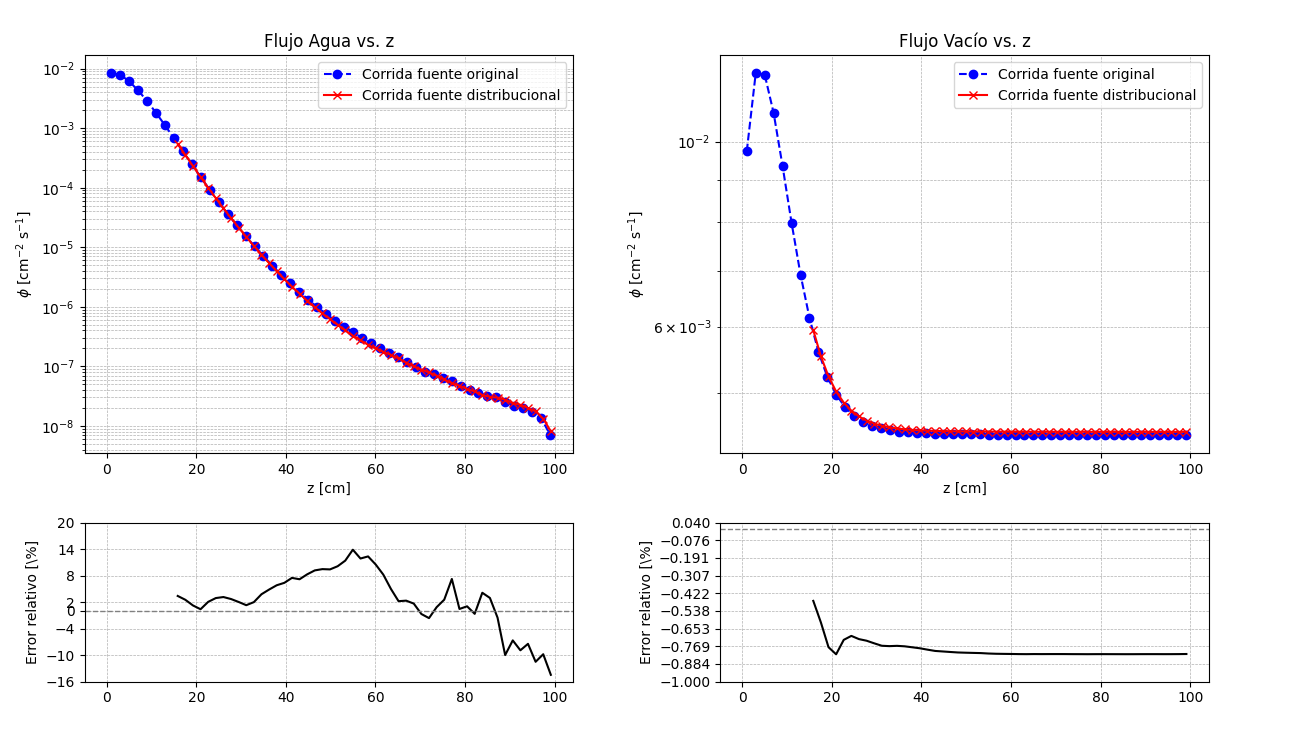 Flujo Agua vs. z
Corrida fuente original
Corrida fuente distribucional
ϕ [cm⁻² s⁻¹]
10⁻²
10⁻³
10⁻⁴
10⁻⁵
10⁻⁶
10⁻⁷
10⁻⁸
0 20 40 60 80 100
z [cm]
Flujo Vacío vs. z
Corrida fuente original
Corrida fuente distribucional
ϕ [cm⁻² s⁻¹]
10⁻²
6 × 10⁻³
0 20 40 60 80 100
z [cm]
Error relativo [\%]
20
14
8
2
0
−4
−10
−16
0 20 40 60 80 100
Error relativo [\%]
0.040
−0.076
−0.191
−0.307
−0.422
−0.538
−0.653
−0.769
−0.884
−1.000
0 20 40 60 80 100